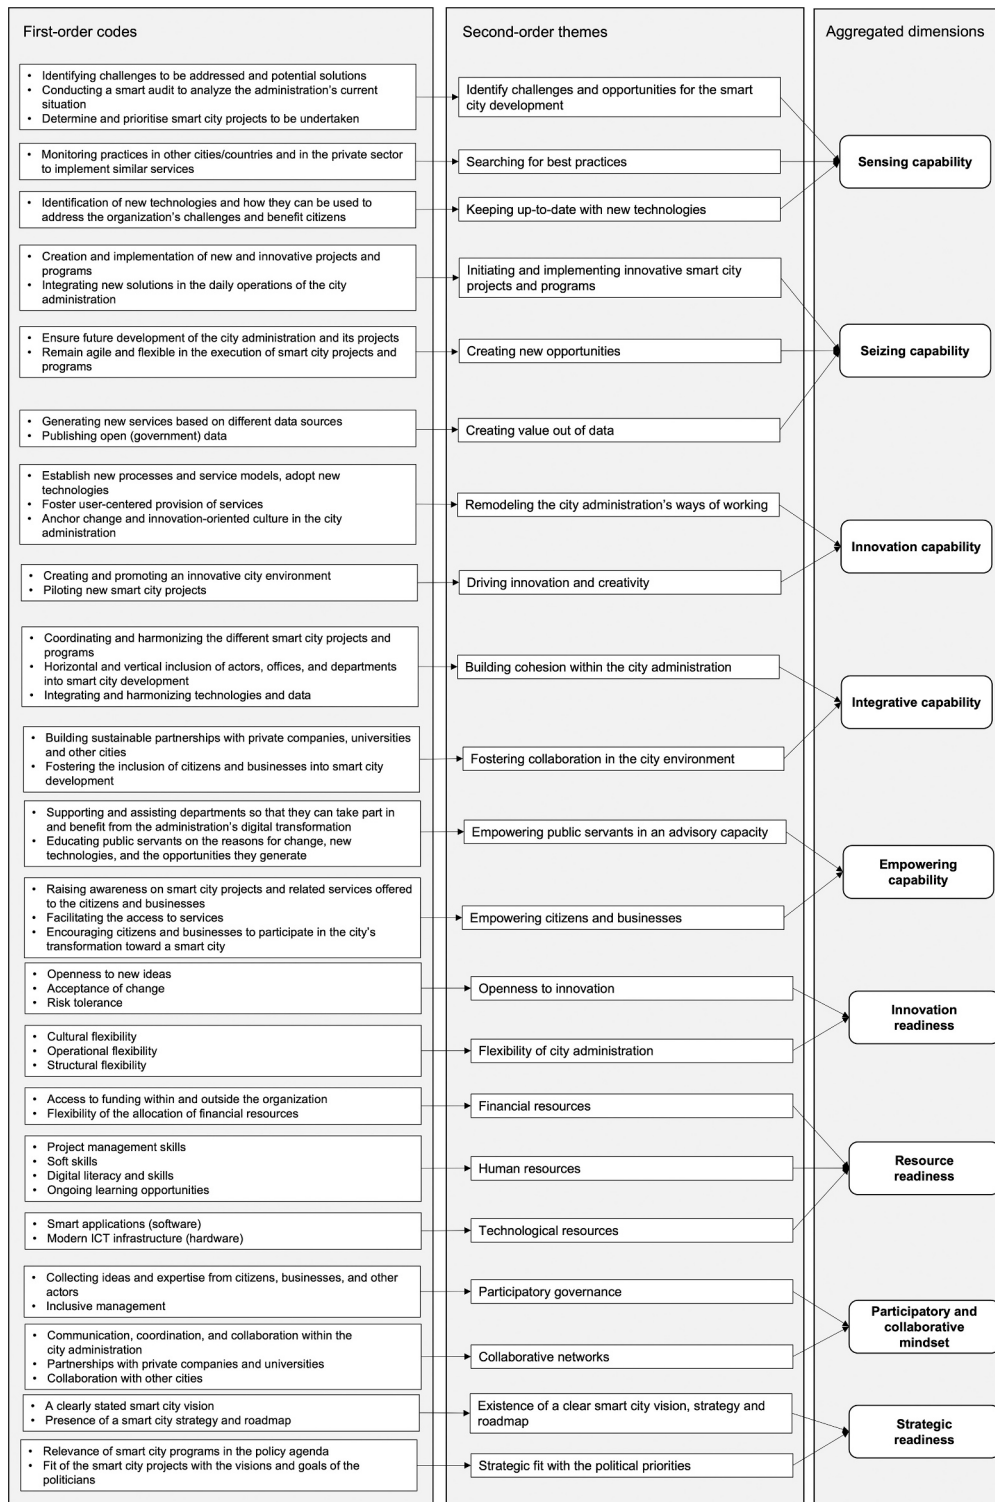 First-order codes
Second-order themes
Aggregated dimensions
• Identifying challenges to be addressed and potential solutions
• Conducting a smart audit to analyze the administration's current
situation
• Determine and prioritise smart city projects to be undertaken
Identify challenges and opportunities for the smart
city development
• Monitoring practices in other cities/countries and in the private sector
to implement similar services
Searching for best practices
Sensing capability
• Identification of new technologies and how they can be used to
address the organization's challenges and benefit citizens
Keeping up-to-date with new technologies
• Creation and implementation of new and innovative projects and
programs
• Integrating new solutions in the daily operations of the city
administration
Initiating and implementing innovative smart city
projects and programs
• Ensure future development of the city administration and its projects
• Remain agile and flexible in the execution of smart city projects and
programs
Creating new opportunities
Seizing capability
• Generating new services based on different data sources
• Publishing open (government) data
Creating value out of data
• Establish new processes and service models, adopt new
technologies
• Foster user-centered provision of services
• Anchor change and innovation-oriented culture in the city
administration
Remodeling the city administration's ways of working
Innovation capability
• Creating and promoting an innovative city environment
• Piloting new smart city projects
Driving innovation and creativity
• Coordinating and harmonizing the different smart city projects and
programs
• Horizontal and vertical inclusion of actors, offices, and departments
into smart city development
• Integrating and harmonizing technologies and data
Building cohesion within the city administration
Integrative capability
• Building sustainable partnerships with private companies, universities
and other cities
• Fostering the inclusion of citizens and businesses into smart city
development
Fostering collaboration in the city environment
• Supporting and assisting departments so that they can take part in
and benefit from the administration's digital transformation
• Educating public servants on the reasons for change, new
technologies, and the opportunities they generate
Empowering public servants in an advisory capacity
Empowering
capability
• Raising awareness on smart city projects and related services offered
to the citizens and businesses
• Facilitating the access to services
• Encouraging citizens and businesses to participate in the city's
transformation toward a smart city
Empowering citizens and businesses
• Openness to new ideas
• Acceptance of change
• Risk tolerance
Openness to innovation
Innovation
readiness
• Cultural flexibility
• Operational flexibility
• Structural flexibility
Flexibility of city administration
• Access to funding within and outside the organization
• Flexibility of the allocation of financial resources
Financial resources
• Project management skills
• Soft skills
• Digital literacy and skills
• Ongoing learning opportunities
Human resources
Resource
readiness
• Smart applications (software)
• Modern ICT infrastructure (hardware)
Technological resources
• Collecting ideas and expertise from citizens, businesses, and other
actors
• Inclusive management
Participatory governance
Participatory and
collaborative
mindset
• Communication, coordination, and collaboration within the
city administration
• Partnerships with private companies and universities
• Collaboration with other cities
Collaborative networks
• A clearly stated smart city vision
• Presence of a smart city strategy and roadmap
Existence of a clear smart city vision, strategy and
roadmap
Strategic
readiness
• Relevance of smart city programs in the policy agenda
• Fit of the smart city projects with the visions and goals of the
politicians
Strategic fit with the political priorities